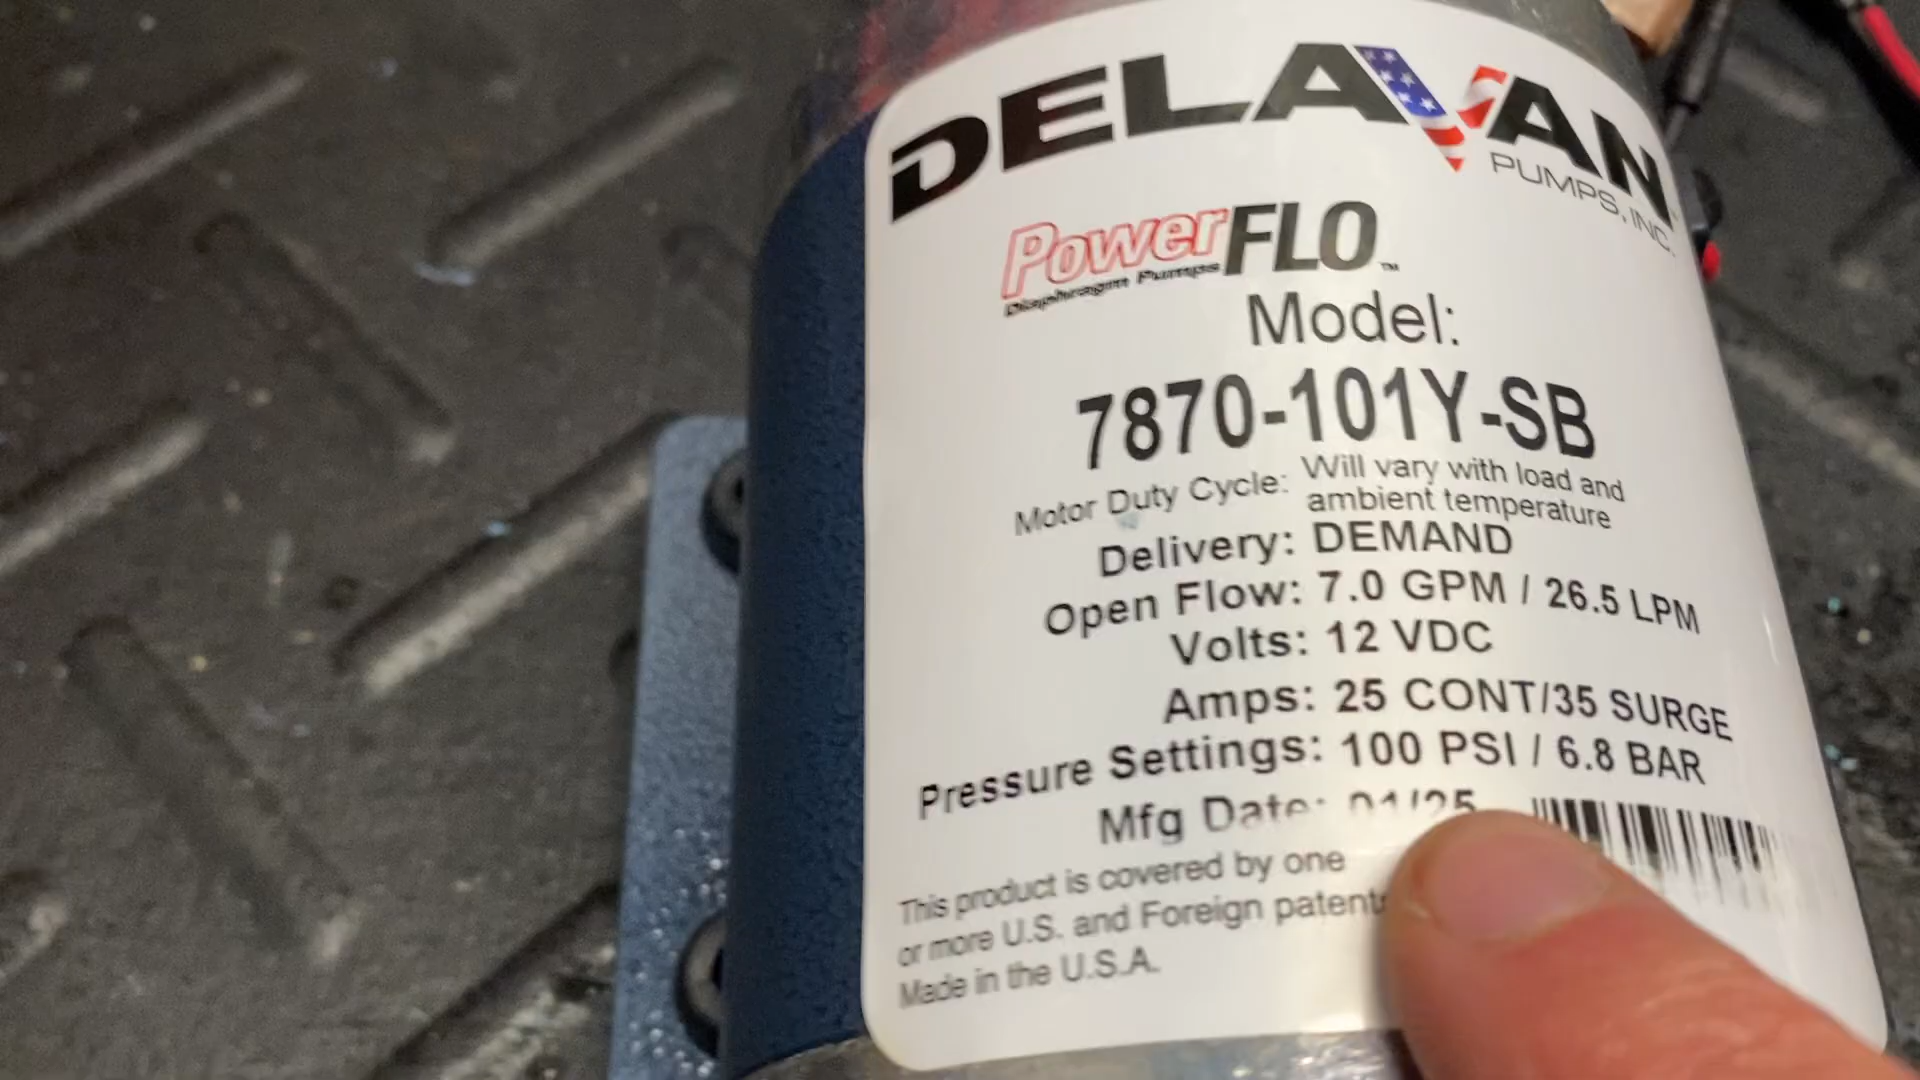 DELAVAN
PUMPS, INC.
PowerFLO™
Diaphragm Pumps
Model:
7870-101Y-SB
Motor Duty Cycle: Will vary with load and
ambient temperature
Delivery: DEMAND
Open Flow: 7.0 GPM / 26.5 LPM
Volts: 12 VDC
Amps: 25 CONT/35 SURGE
Pressure Settings: 100 PSI / 6.8 BAR
Mfg Date: 01/25
This product is covered by one
or more U.S. and Foreign patents
Made in the U.S.A.